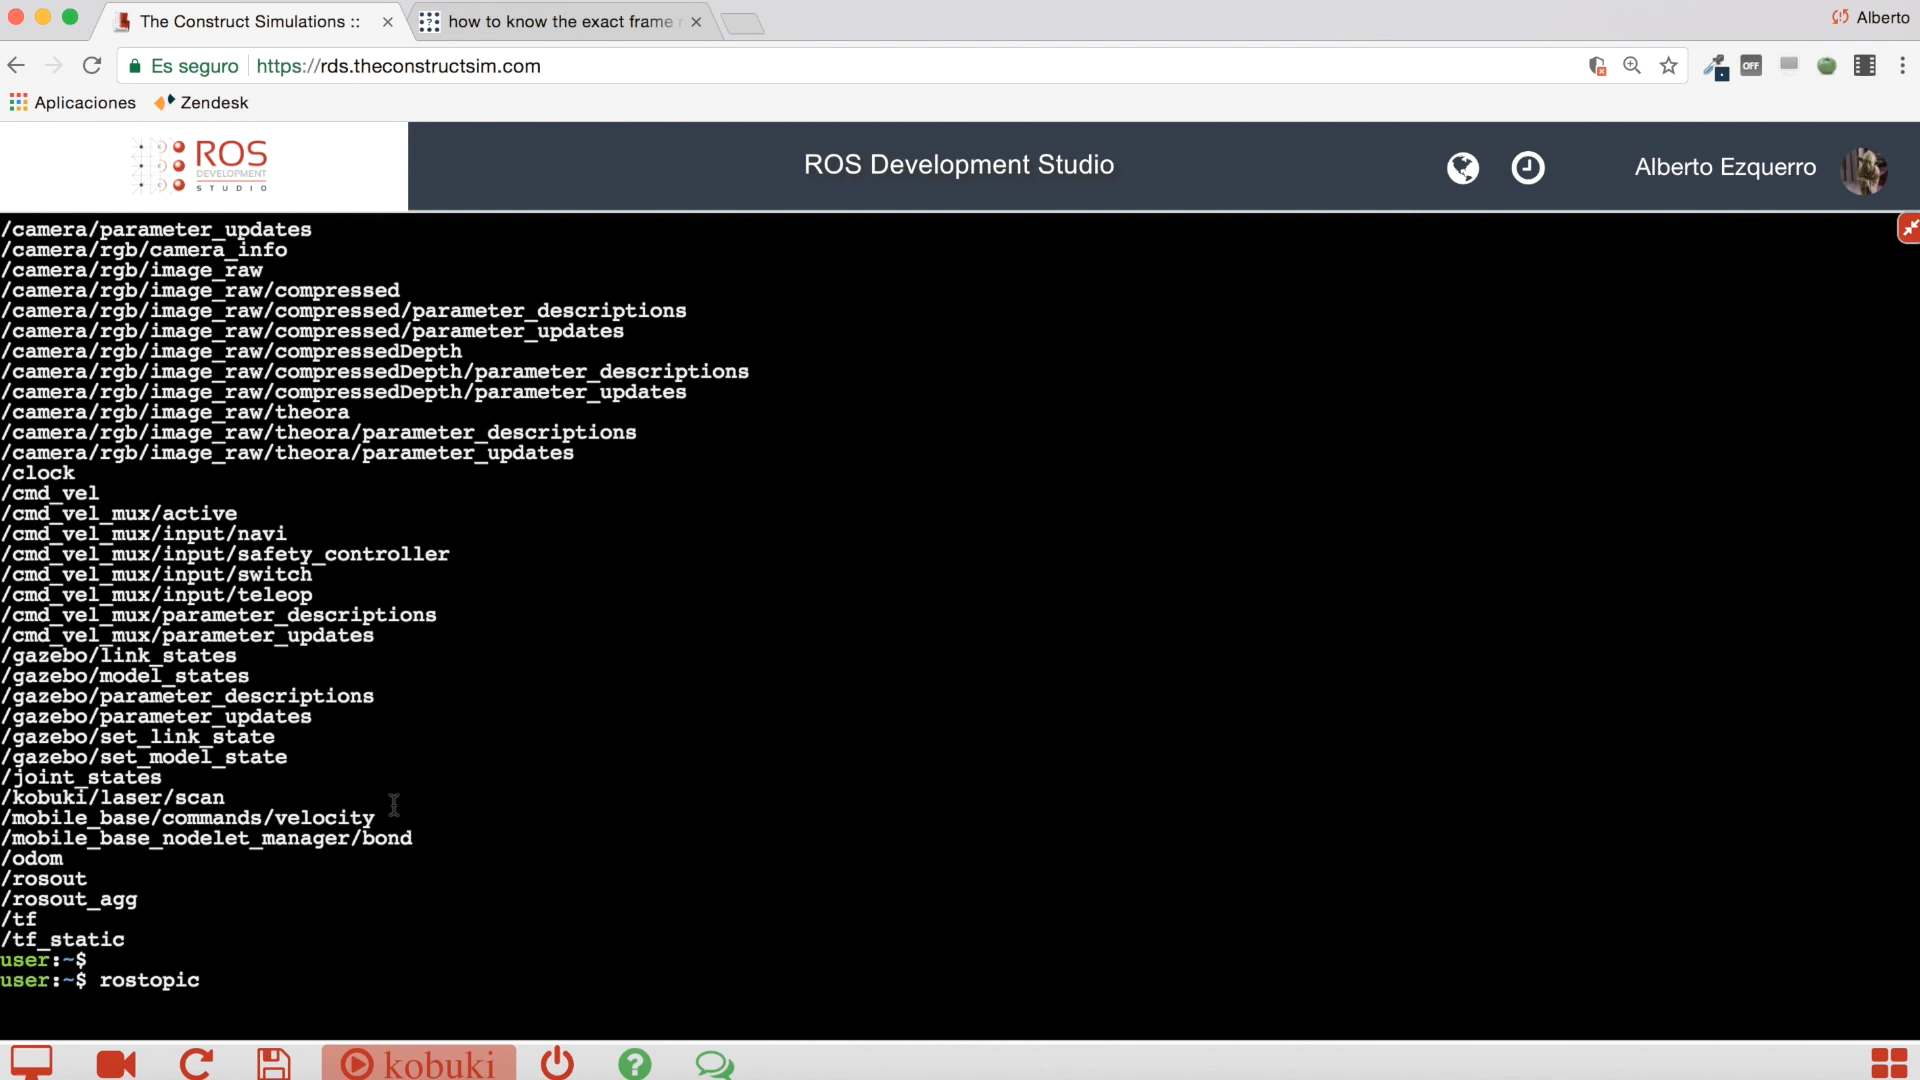 The Construct Simulations ::
how to know the exact frame
Alberto
Es seguro https://rds.theconstructsim.com
OFF
Aplicaciones Zendesk
ROS
DEVELOPMENT
STUDIO
ROS Development Studio
Alberto Ezquerro
/camera/parameter_updates
/camera/rgb/camera_info
/camera/rgb/image_raw
/camera/rgb/image_raw/compressed
/camera/rgb/image_raw/compressed/parameter_descriptions
/camera/rgb/image_raw/compressed/parameter_updates
/camera/rgb/image_raw/compressedDepth
/camera/rgb/image_raw/compressedDepth/parameter_descriptions
/camera/rgb/image_raw/compressedDepth/parameter_updates
/camera/rgb/image_raw/theora
/camera/rgb/image_raw/theora/parameter_descriptions
/camera/rgb/image_raw/theora/parameter_updates
/clock
/cmd_vel
/cmd_vel_mux/active
/cmd_vel_mux/input/navi
/cmd_vel_mux/input/safety_controller
/cmd_vel_mux/input/switch
/cmd_vel_mux/input/teleop
/cmd_vel_mux/parameter_descriptions
/cmd_vel_mux/parameter_updates
/gazebo/link_states
/gazebo/model_states
/gazebo/parameter_descriptions
/gazebo/parameter_updates
/gazebo/set_link_state
/gazebo/set_model_state
/joint_states
/kobuki/laser/scan
/mobile_base/commands/velocity
/mobile_base_nodelet_manager/bond
/odom
/rosout
/rosout_agg
/tf
/tf_static
user:~$
user:~$ rostopic
kobuki